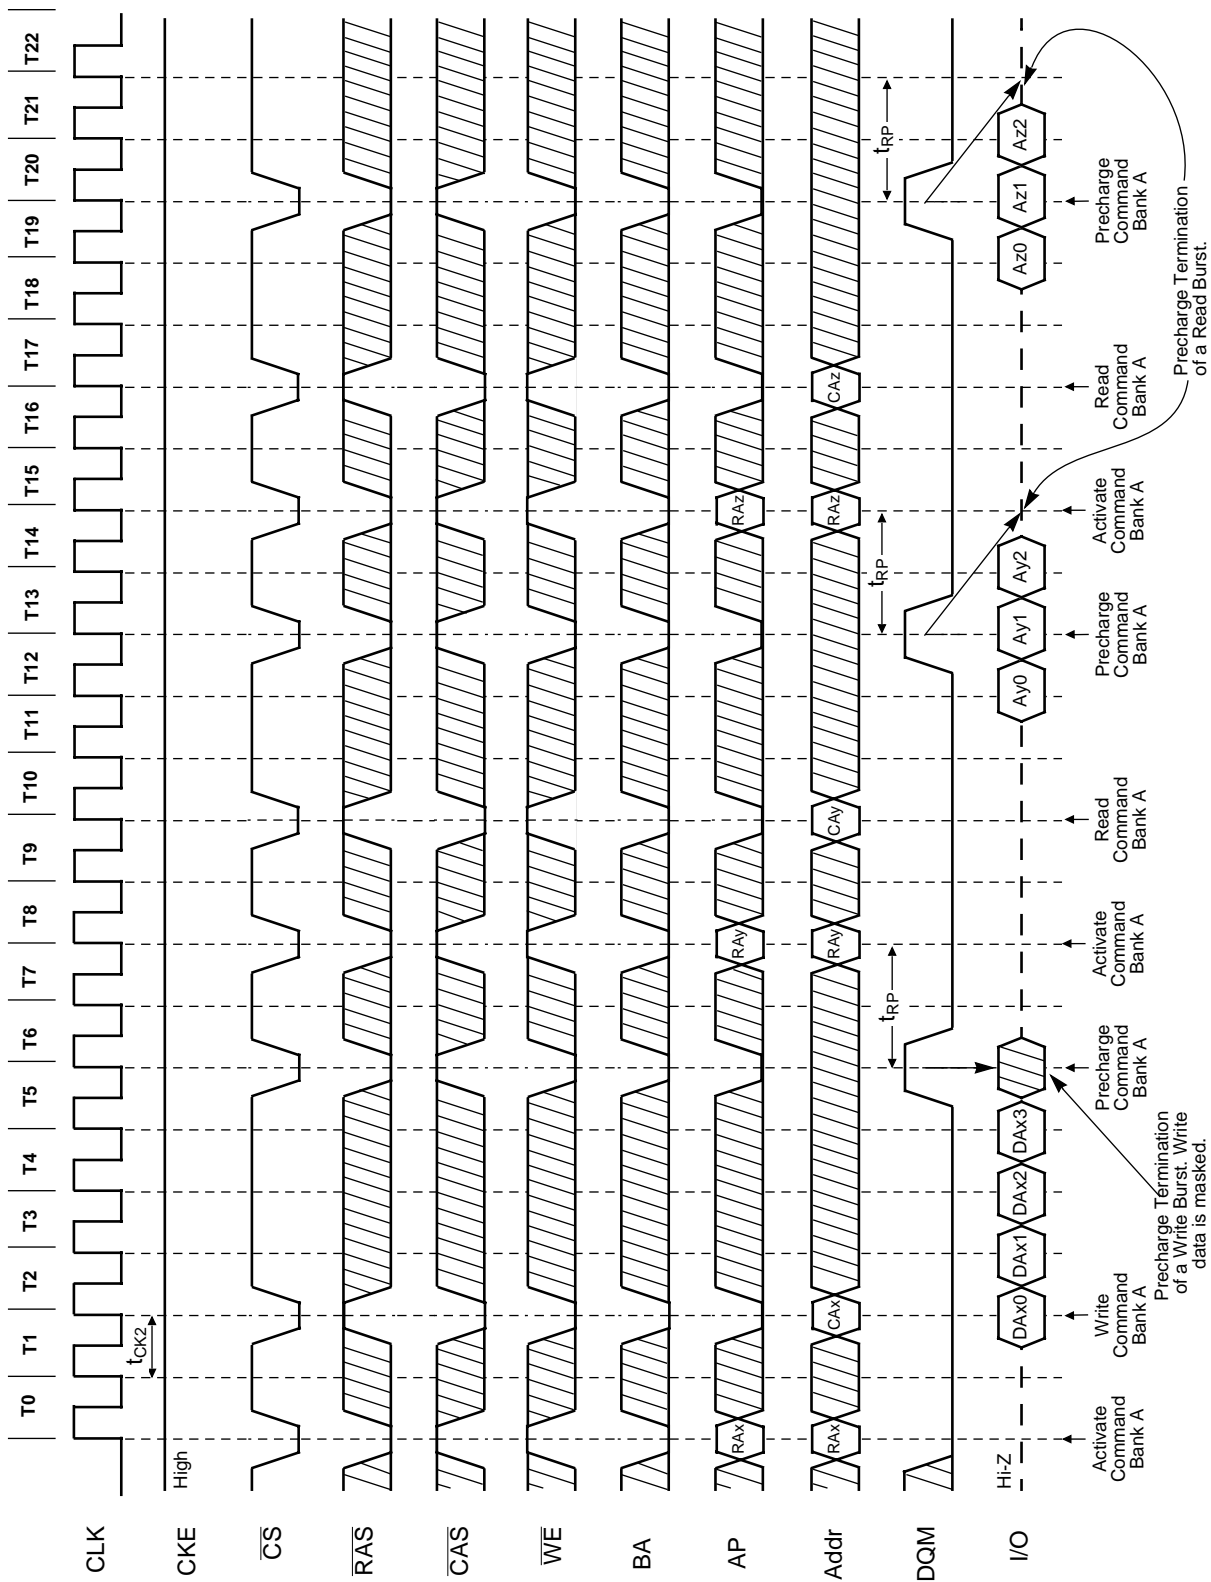 T0 T1 T2 T3 T4 T5 T6 T7 T8 T9 T10 T11 T12 T13 T14 T15 T16 T17 T18 T19 T20 T21 T22
CLK
tCK2
CKE
High
CS
RAS
CAS
WE
BA
AP
RAx RAy RAz
Addr
RAx CAx RAy CAy RAz CAz
DQM
tRP tRP tRP
I/O
Hi-Z
DAx0 DAx1 DAx2 DAx3 Ay0 Ay1 Ay2 Az0 Az1 Az2
Activate
Command
Bank A
Write
Command
Bank A
Precharge
Command
Bank A
Activate
Command
Bank A
Read
Command
Bank A
Precharge
Command
Bank A
Activate
Command
Bank A
Read
Command
Bank A
Precharge
Command
Bank A
Precharge Termination
of a Write Burst. Write
data is masked.
Precharge Termination
of a Read Burst.